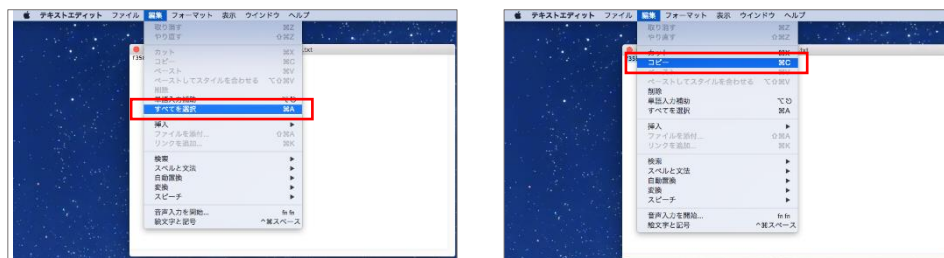 テキストエディット ファイル 編集 フォーマット 表示 ウインドウ ヘルプ
取り消す ⌘Z
やり直す ⇧⌘Z
カット ⌘X
コピー ⌘C
ペースト ⌘V
ペーストしてスタイルを合わせる ⌥⇧⌘V
削除
単語入力補助 ⌥⎋
すべてを選択 ⌘A
挿入 ▶
ファイルを添付... ⇧⌘A
リンクを追加... ⌘K
検索 ▶
スペルと文法 ▶
自動置換 ▶
変換 ▶
スピーチ ▶
音声入力を開始... fn fn
絵文字と記号 ^⌘スペース
.txt
テキストエディット ファイル 編集 フォーマット 表示 ウインドウ ヘルプ
取り消す ⌘Z
やり直す ⇧⌘Z
カット ⌘X
コピー ⌘C
ペーストしてスタイルを合わせる ⌥⇧⌘V
削除
単語入力補助 ⌥⎋
すべてを選択 ⌘A
挿入 ▶
ファイルを添付... ⇧⌘A
リンクを追加... ⌘K
検索 ▶
スペルと文法 ▶
自動置換 ▶
変換 ▶
スピーチ ▶
音声入力を開始... fn fn
絵文字と記号 ^⌘スペース